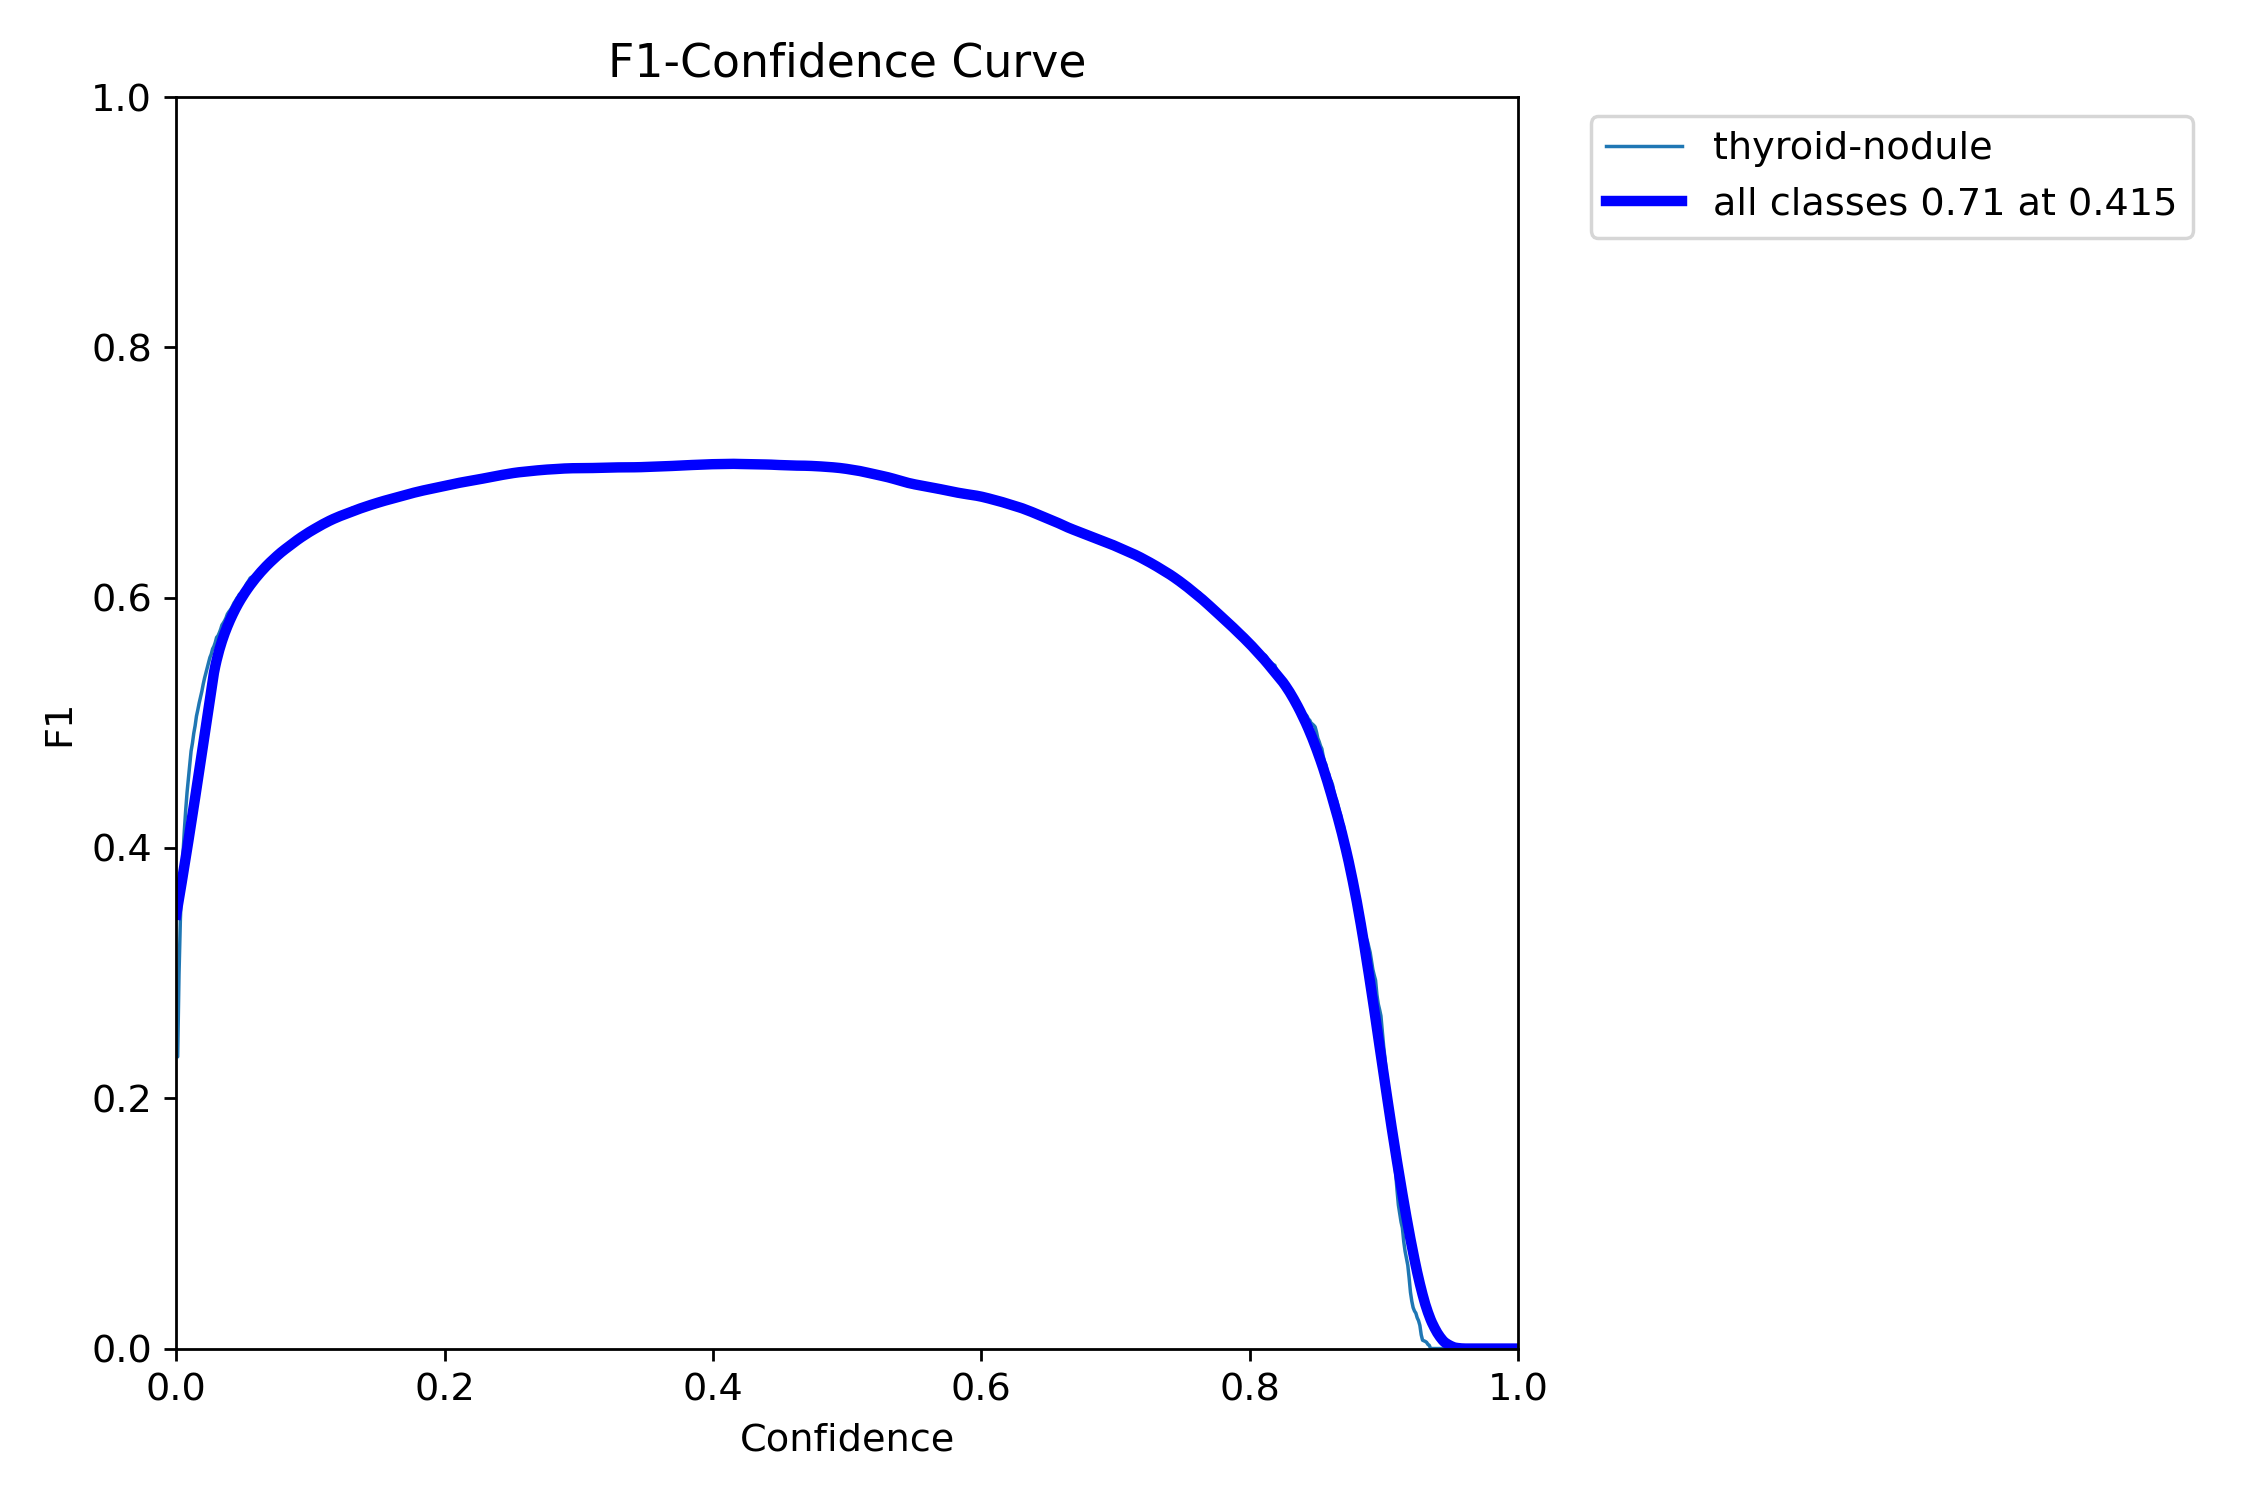 F1-Confidence Curve
1.0
0.8
0.6
0.4
0.2
0.0
F1
0.0 0.2 0.4 0.6 0.8 1.0
Confidence
thyroid-nodule
all classes 0.71 at 0.415